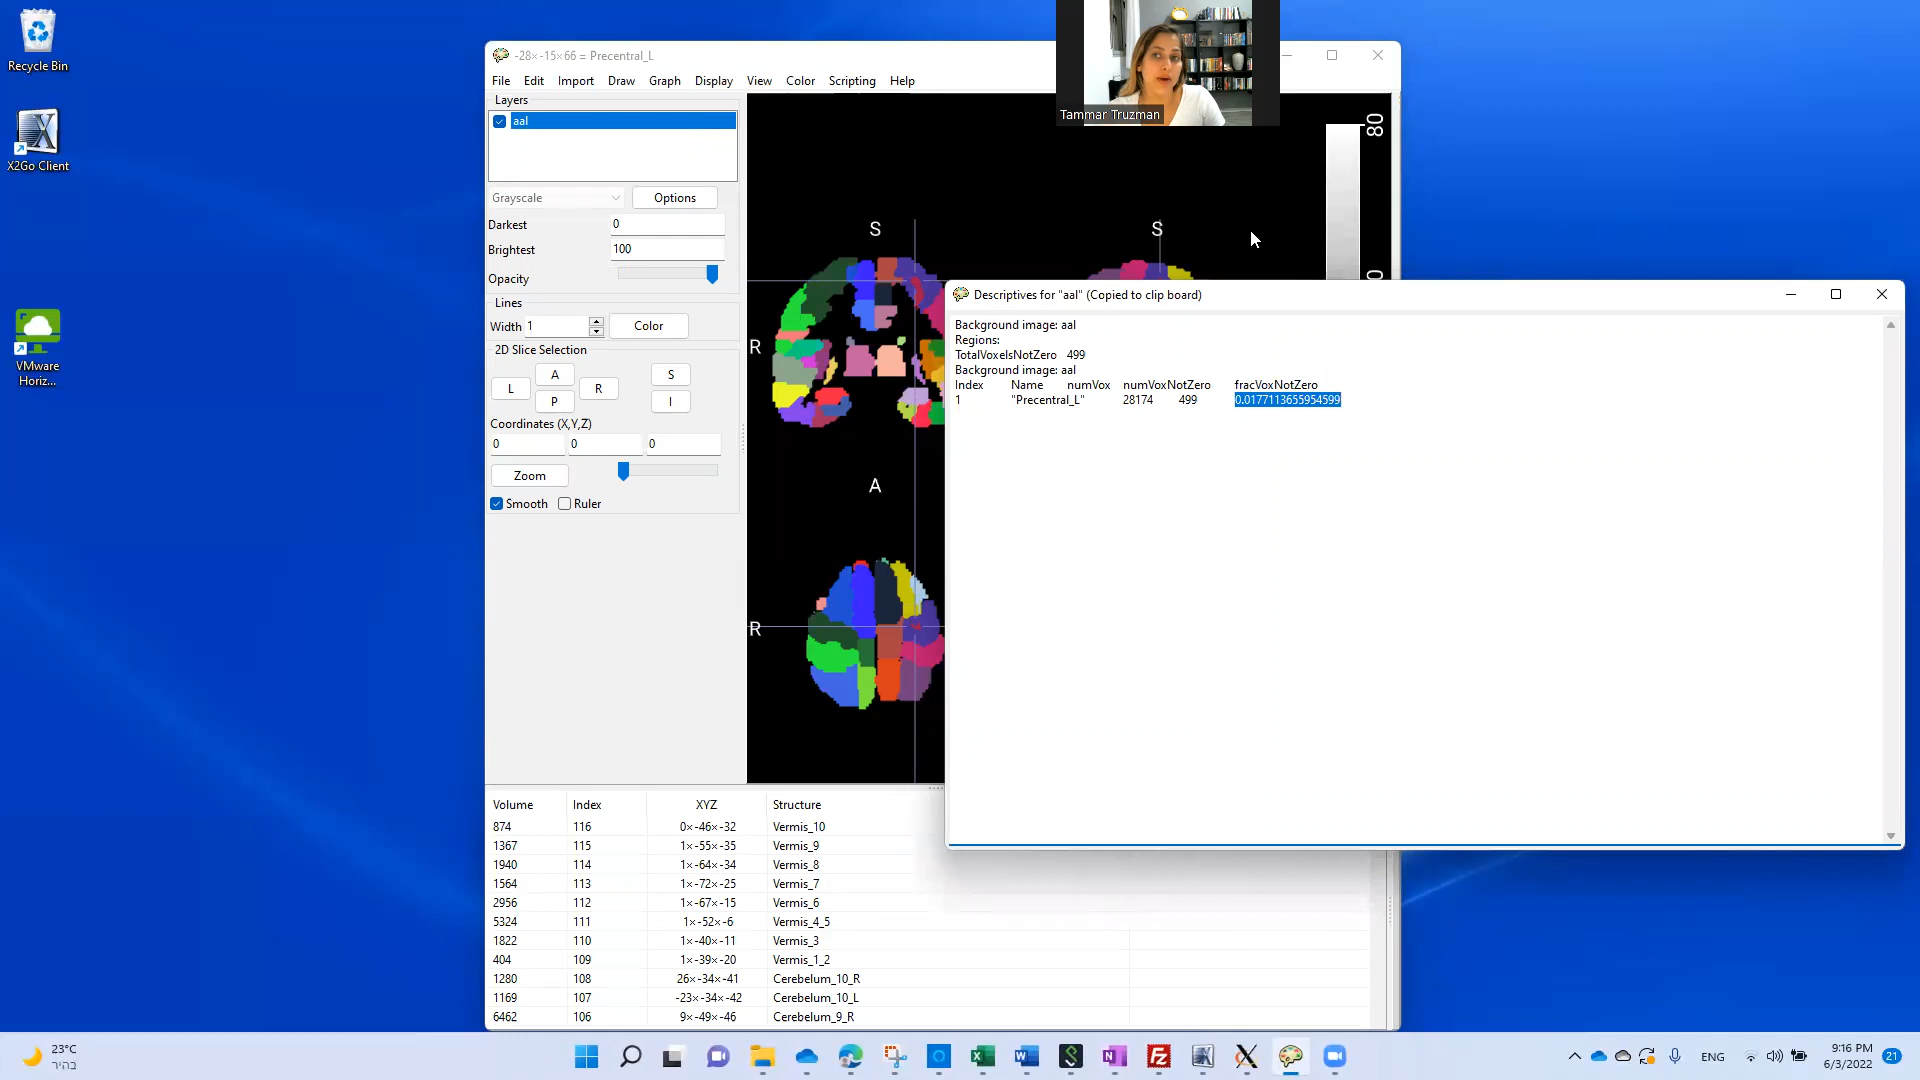 Recycle Bin
X2Go Client
VMware
Horiz...
-28×-15×66 = Precentral_L
File Edit Import Draw Graph Display View Color Scripting Help
Layers
aal
Grayscale Options
Darkest 0
Brightest 100
Opacity
Lines
Width 1 Color
2D Slice Selection
A S
L R
P I
Coordinates (X,Y,Z)
0 0 0
Zoom
Smooth Ruler
Tammar Truzman
80
S S
R
A
R
Descriptives for "aal" (Copied to clip board)
Background image: aal
Regions:
TotalVoxelsNotZero 499
Background image: aal
Index Name numVox numVoxNotZero fracVoxNotZero
1 "Precentral_L" 28174 499 0.0177113655954599
Volume Index XYZ Structure
874 116 0×-46×-32 Vermis_10
1367 115 1×-55×-35 Vermis_9
1940 114 1×-64×-34 Vermis_8
1564 113 1×-72×-25 Vermis_7
2956 112 1×-67×-15 Vermis_6
5324 111 1×-52×-6 Vermis_4_5
1822 110 1×-40×-11 Vermis_3
404 109 1×-39×-20 Vermis_1_2
1280 108 26×-34×-41 Cerebelum_10_R
1169 107 -23×-34×-42 Cerebelum_10_L
6462 106 9×-49×-46 Cerebelum_9_R
23°C
בהיר
ENG
9:16 PM
6/3/2022
21